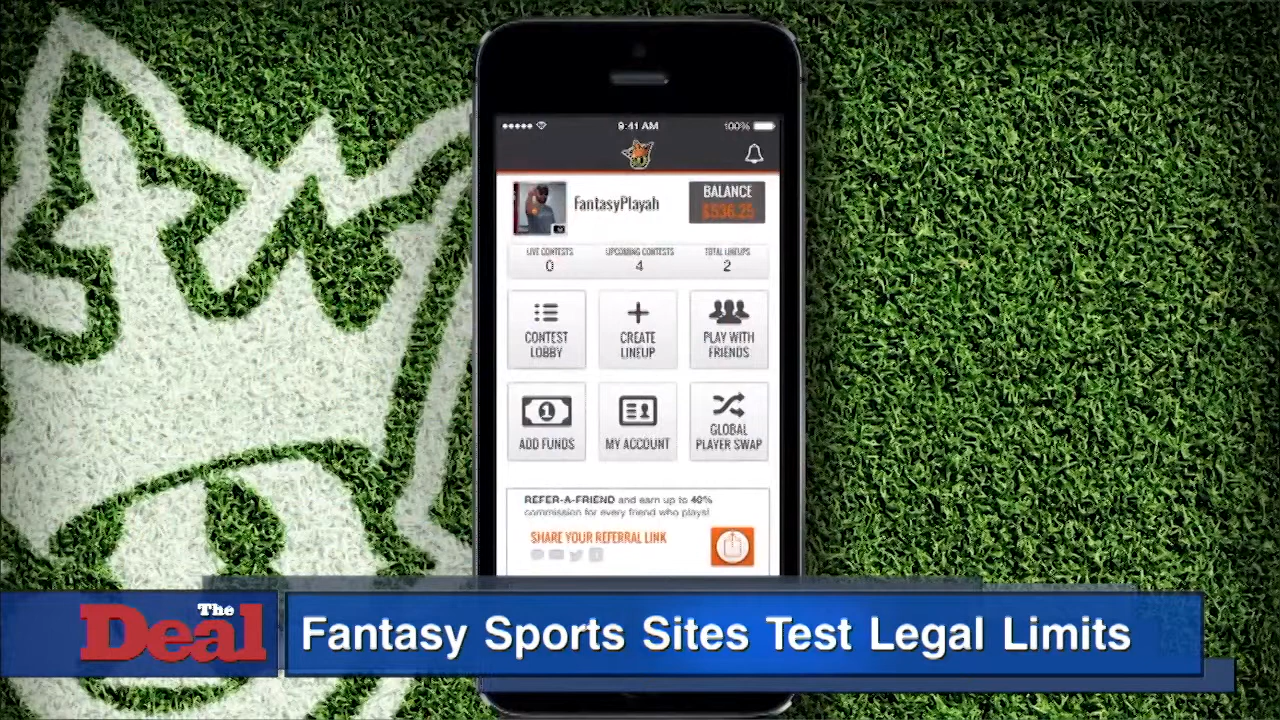 9:41 AM
100%
FantasyPlayah
BALANCE
$536.25
LIVE CONTESTS
UPCOMING CONTESTS
TOTAL LINEUPS
0
4
2
CONTEST
LOBBY
CREATE
LINEUP
PLAY WITH
FRIENDS
ADD FUNDS
MY ACCOUNT
GLOBAL
PLAYER SWAP
REFER-A-FRIEND and earn up to 40%
commission for every friend who plays!
SHARE YOUR REFERRAL LINK
The
Deal
Fantasy Sports Sites Test Legal Limits